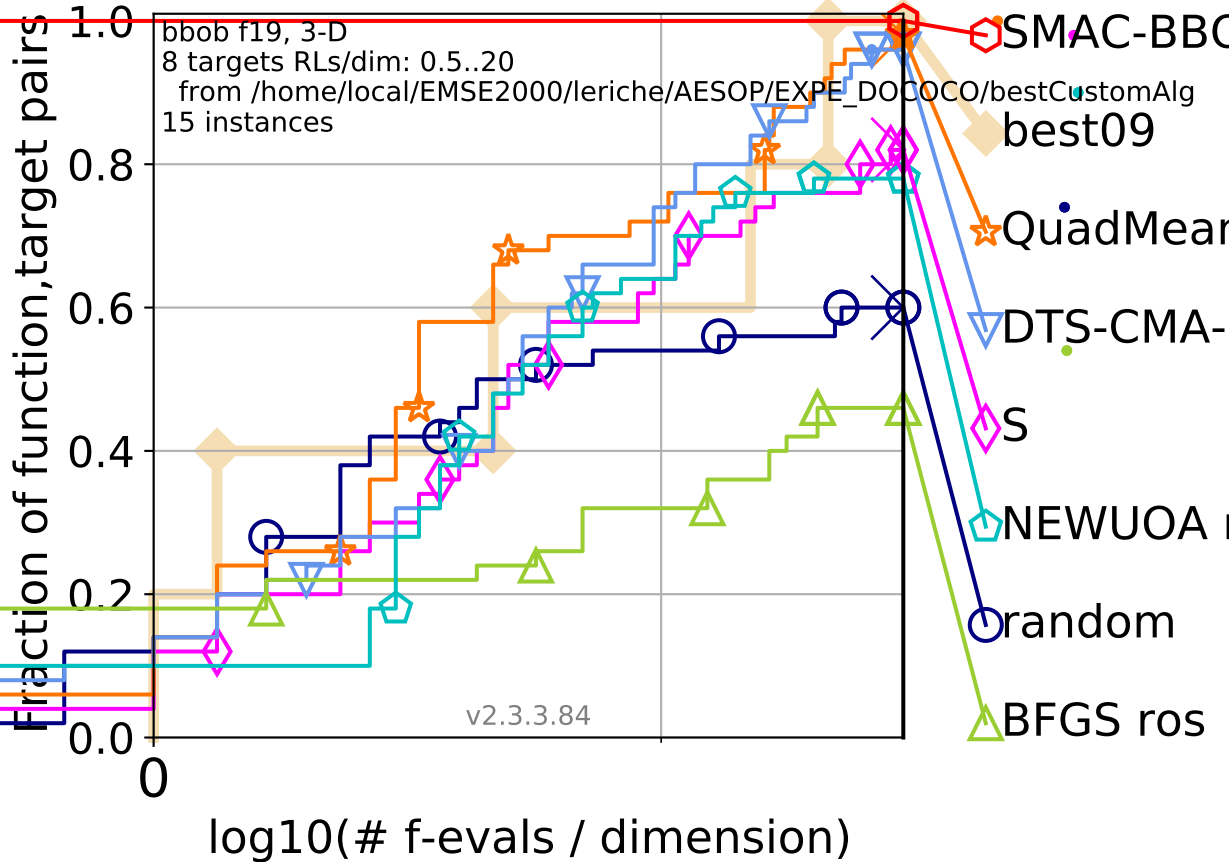 Fraction of function,target pairs
1.0
0.8
0.6
0.4
0.2
0.0
bbob f19, 3-D
8 targets RLs/dim: 0.5..20
from /home/local/EMSE2000/leriche/AESOP/EXPE_DOCOCO/bestCustomAlg
15 instances
v2.3.3.84
0
log10(# f-evals / dimension)
SMAC-BBO
best09
QuadMean
DTS-CMA-
S
NEWUOA
random
BFGS ros